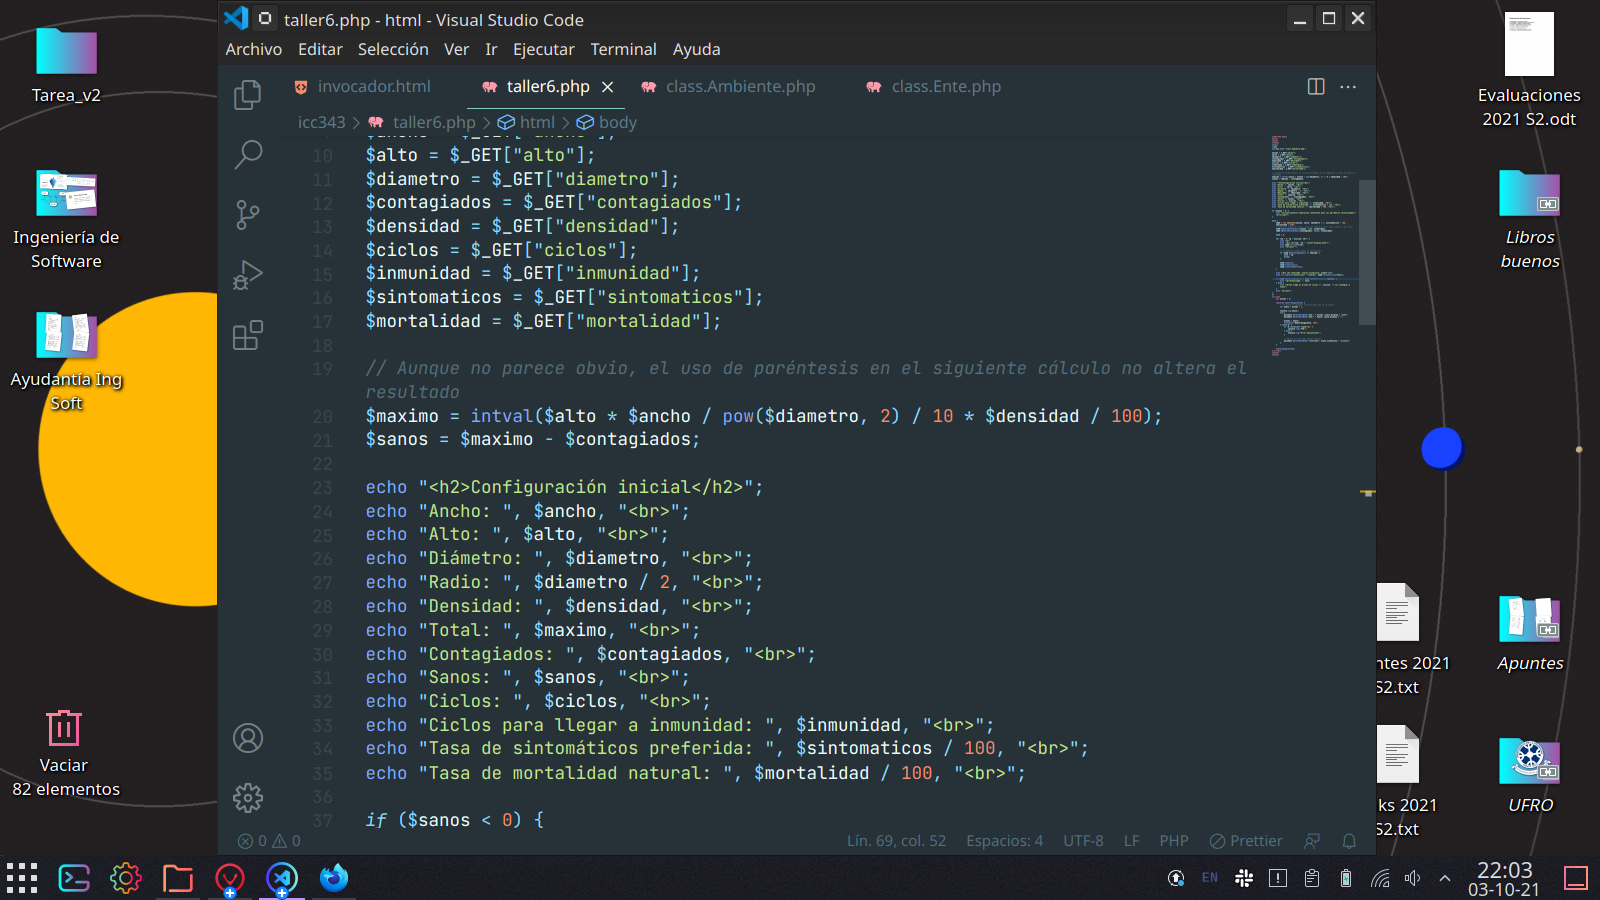 taller6.php - html - Visual Studio Code
Archivo Editar Selección Ver Ir Ejecutar Terminal Ayuda
invocador.html taller6.php class.Ambiente.php class.Ente.php
icc343 > taller6.php > html > body
10 $alto = $_GET["alto"];
11 $diametro = $_GET["diametro"];
12 $contagiados = $_GET["contagiados"];
13 $densidad = $_GET["densidad"];
14 $ciclos = $_GET["ciclos"];
15 $inmunidad = $_GET["inmunidad"];
16 $sintomaticos = $_GET["sintomaticos"];
17 $mortalidad = $_GET["mortalidad"];
18
19 // Aunque no parece obvio, el uso de paréntesis en el siguiente cálculo no altera el
resultado
20 $maximo = intval($alto * $ancho / pow($diametro, 2) / 10 * $densidad / 100);
21 $sanos = $maximo - $contagiados;
22
23 echo "<h2>Configuración inicial</h2>";
24 echo "Ancho: ", $ancho, "<br>";
25 echo "Alto: ", $alto, "<br>";
26 echo "Diámetro: ", $diametro, "<br>";
27 echo "Radio: ", $diametro / 2, "<br>";
28 echo "Densidad: ", $densidad, "<br>";
29 echo "Total: ", $maximo, "<br>";
30 echo "Contagiados: ", $contagiados, "<br>";
31 echo "Sanos: ", $sanos, "<br>";
32 echo "Ciclos: ", $ciclos, "<br>";
33 echo "Ciclos para llegar a inmunidad: ", $inmunidad, "<br>";
34 echo "Tasa de sintomáticos preferida: ", $sintomaticos / 100, "<br>";
35 echo "Tasa de mortalidad natural: ", $mortalidad / 100, "<br>";
36
37 if ($sanos < 0) {
0 0 Lín. 69, col. 52 Espacios: 4 UTF-8 LF PHP Prettier
Tarea_v2
Ingeniería de
Software
Ayudantía Ing
Soft
Vaciar
82 elementos
Evaluaciones
2021 S2.odt
Libros
buenos
ntes 2021
S2.txt
Apuntes
ks 2021
S2.txt
UFRO
EN
22:03
03-10-21